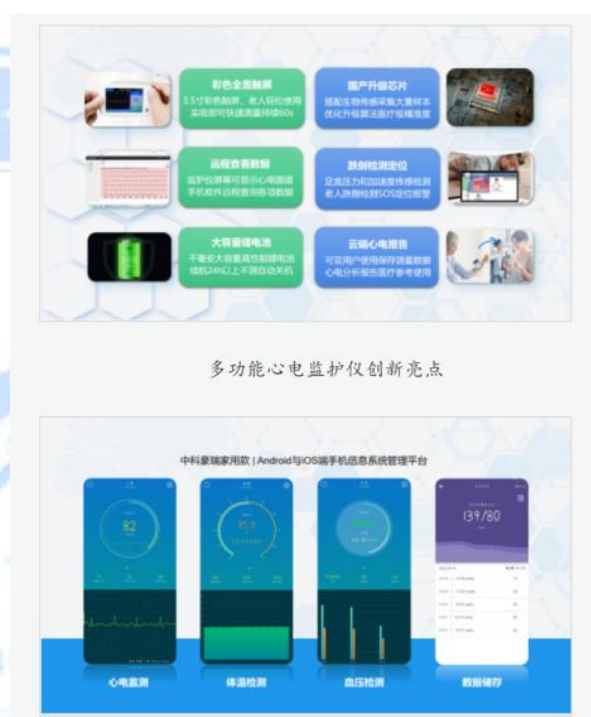 彩色全面触屏
3.5寸彩色触屏，老人轻松使用
实收即可快速测量持续60s
国产升级芯片
搭配生物传感采集大量样本
优化升级算法医疗级精准度
远程查看数据
监护仪屏幕可显示心电图谱
手机软件远程查询各项数据
跌倒检测定位
足底压力和加速度传感检测
老人跌倒检测SOS定位报警
大容量锂电池
千毫安大容量高性能锂电池
续航24h以上不测自动关机
云端心电报告
可双用户使用保存测量数据
心电分析报告医疗参考使用
多功能心电监护仪创新亮点
中科豪瑞家用款 | Android与iOS端手机信息系统管理平台
82
139/80
心电监测
体温检测
血压检测
数据储存